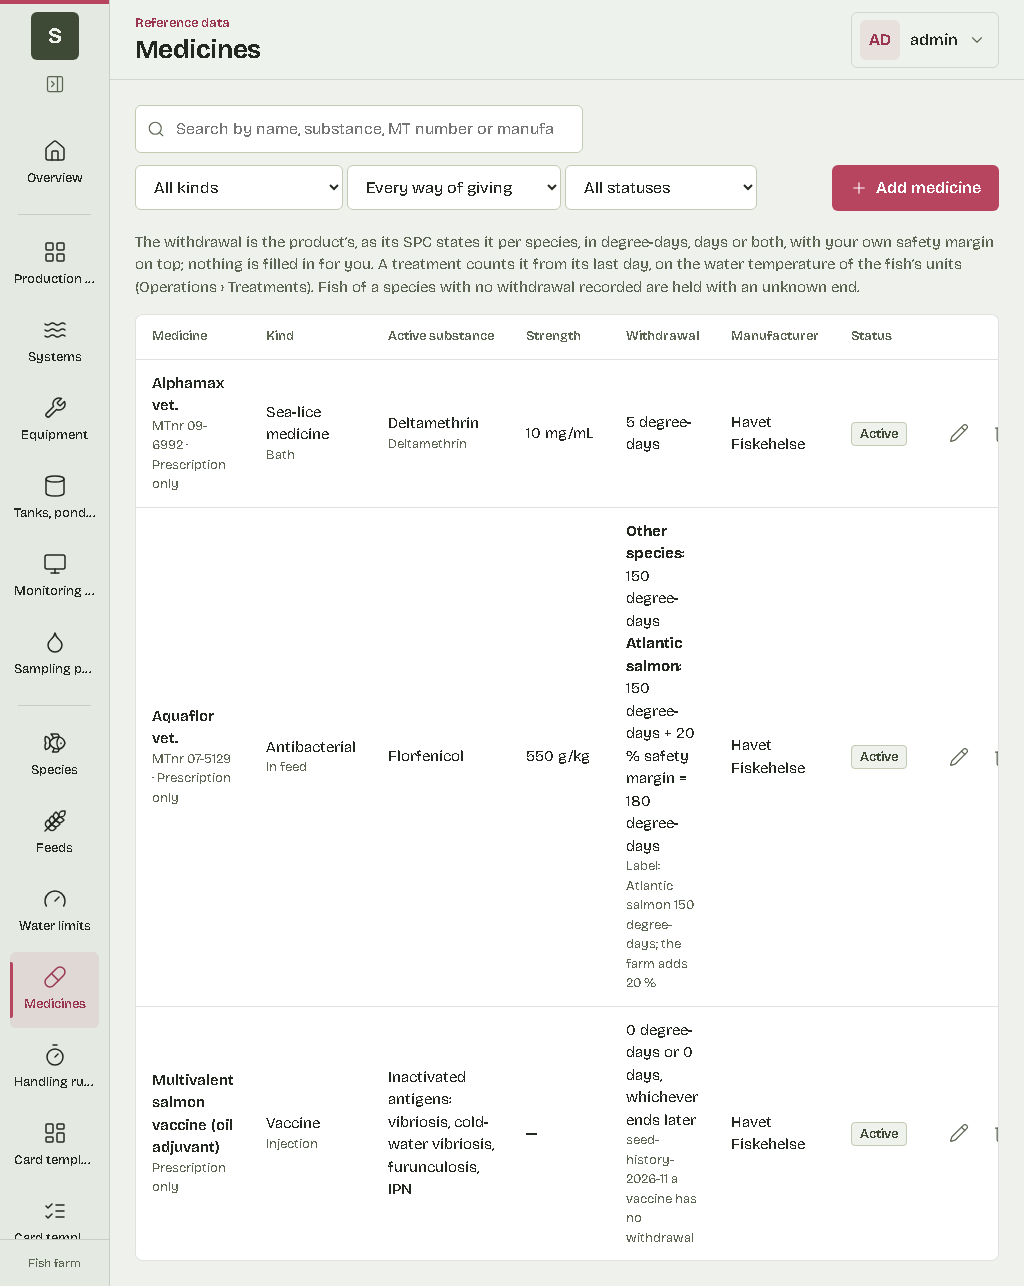 S
Overview
Production ...
Systems
Equipment
Tanks, pond...
Monitoring ...
Sampling p...
Species
Feeds
Water limits
Medicines
Handling ru...
Card templ...
Card templ...
Fish farm
Reference data
Medicines
AD admin
Search by name, substance, MT number or manufa
All kinds
Every way of giving
All statuses
+ Add medicine
The withdrawal is the product's, as its SPC states it per species, in degree-days, days or both, with your own safety margin
on top; nothing is filled in for you. A treatment counts it from its last day, on the water temperature of the fish's units
(Operations › Treatments). Fish of a species with no withdrawal recorded are held with an unknown end.
Medicine Kind Active substance Strength Withdrawal Manufacturer Status
Alphamax
vet.
MTnr 09-
6992 ·
Prescription
only
Sea-lice
medicine
Bath
Deltamethrin
Deltamethrin
10 mg/mL
5 degree-
days
Havet
Fiskehelse
Active
Aquaflor
vet.
MTnr 07-5129
· Prescription
only
Antibacterial
In feed
Florfenicol
550 g/kg
Other
species:
150
degree-
days
Atlantic
salmon:
150
degree-
days + 20
% safety
margin =
180
degree-
days
Label:
Atlantic
salmon 150
degree-
days; the
farm adds
20 %
Havet
Fiskehelse
Active
Multivalent
salmon
vaccine (oil
adjuvant)
Prescription
only
Vaccine
Injection
Inactivated
antigens:
vibriosis, cold-
water vibriosis,
furunculosis,
IPN
—
0 degree-
days or 0
days,
whichever
ends later
seed-
history-
2026-11 a
vaccine has
no
withdrawal
Havet
Fiskehelse
Active